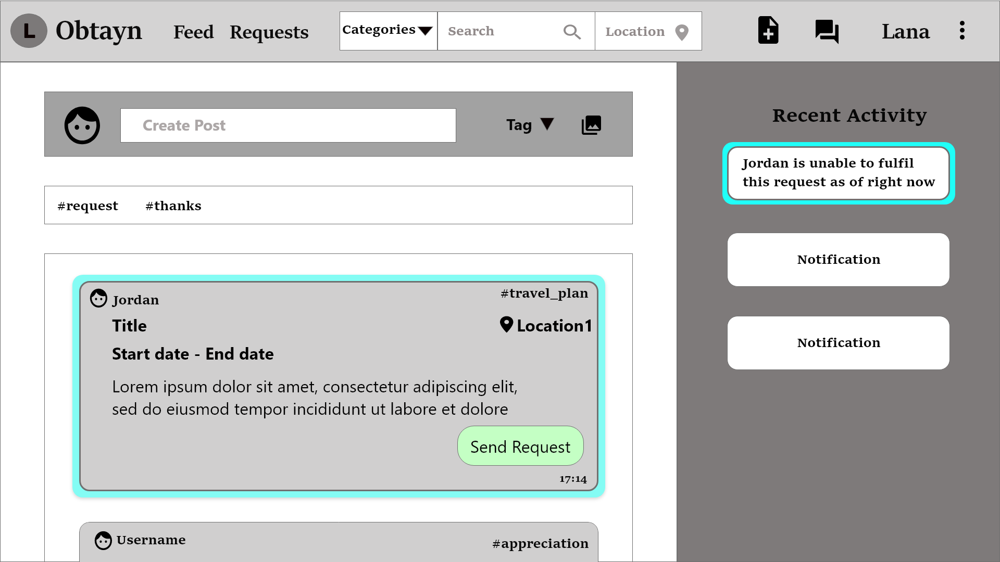 L Obtayn Feed Requests Categories Search Location Lana
Create Post Tag
#request #thanks
Jordan #travel_plan
Title Location1
Start date - End date
Lorem ipsum dolor sit amet, consectetur adipiscing elit,
sed do eiusmod tempor incididunt ut labore et dolore
Send Request
17:14
Username #appreciation
Recent Activity
Jordan is unable to fulfil
this request as of right now
Notification
Notification